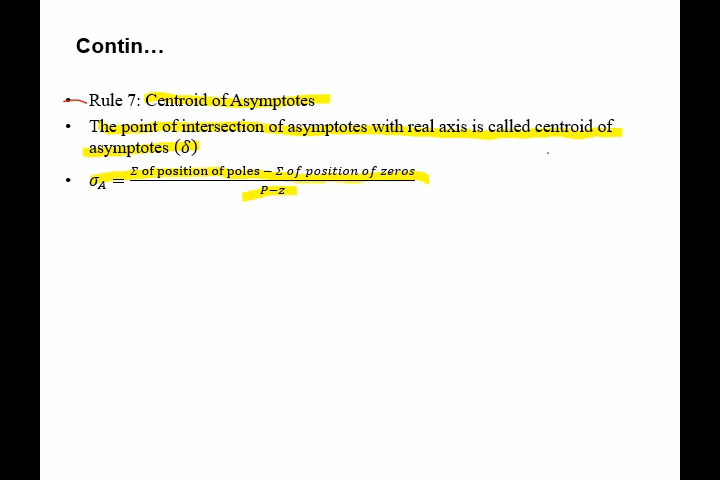 Contin…
• Rule 7: Centroid of Asymptotes
• The point of intersection of asymptotes with real axis is called centroid of
asymptotes (δ)
• σ_A = (Σ of position of poles − Σ of position of zeros) / (P−z)